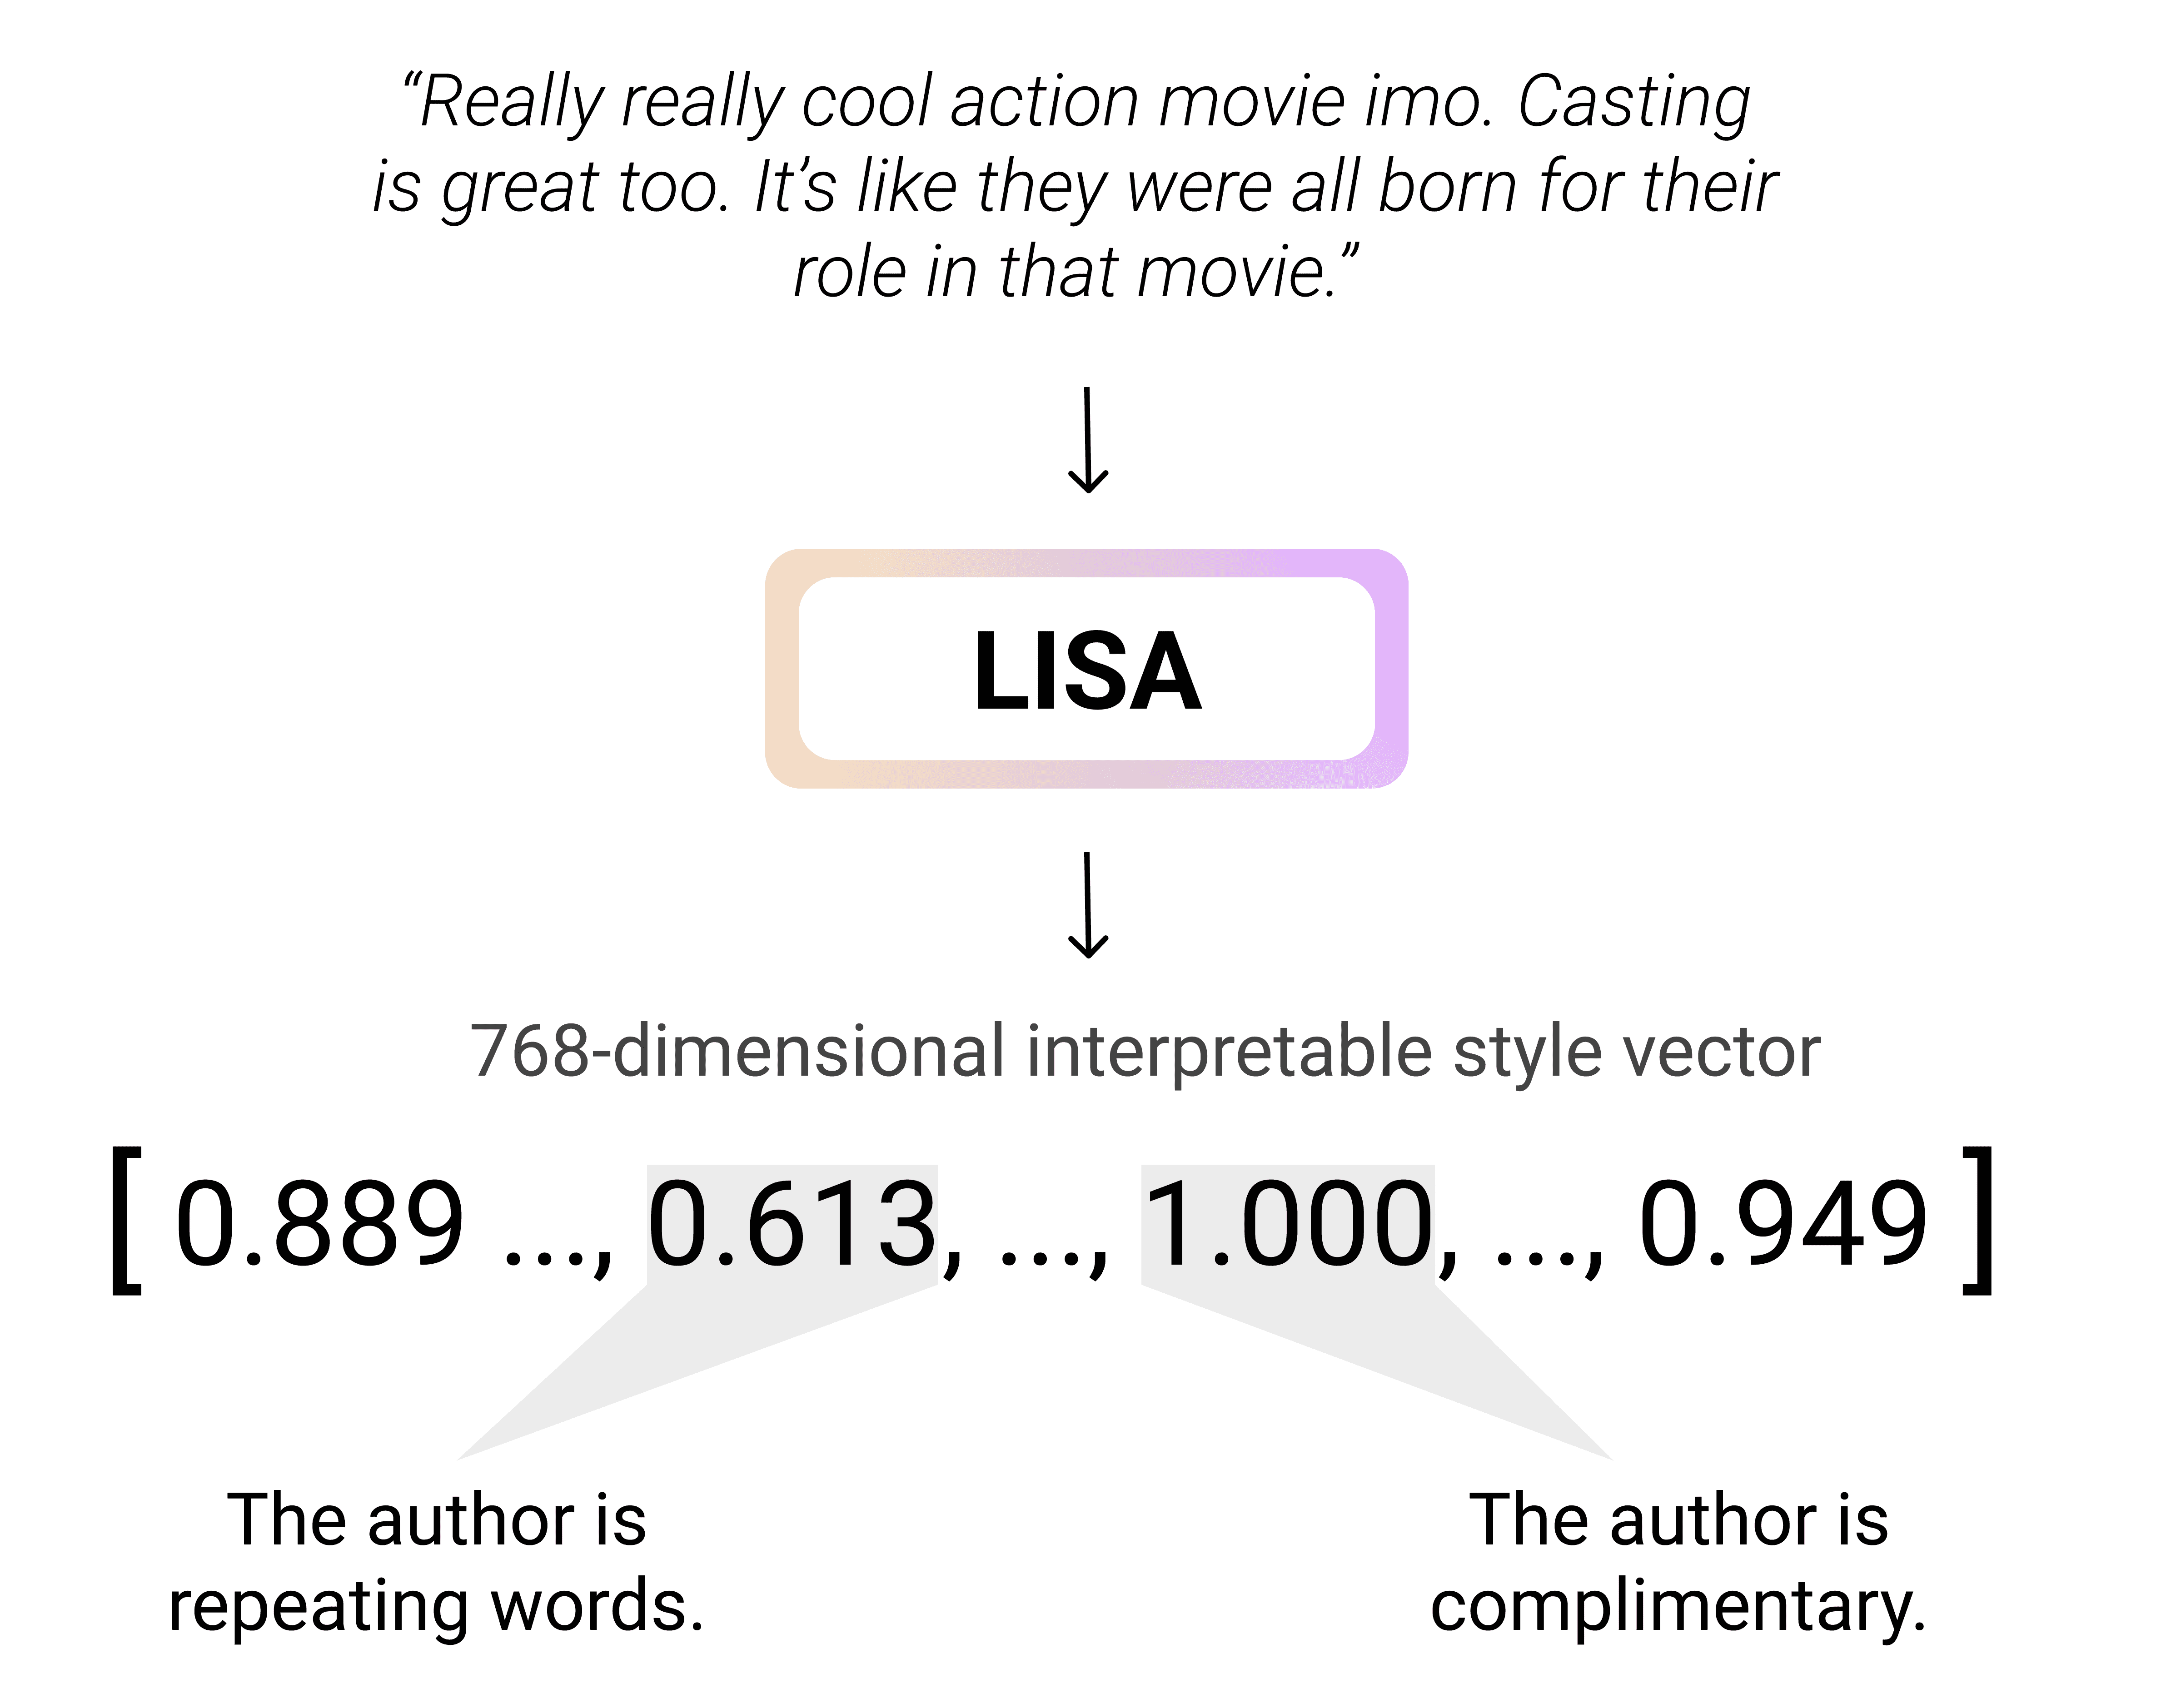 “Really really cool action movie imo. Casting
is great too. It’s like they were all born for their
role in that movie.”
LISA
768-dimensional interpretable style vector
[ 0.889 ..., 0.613, ..., 1.000, ..., 0.949 ]
The author is
repeating words.
The author is
complimentary.